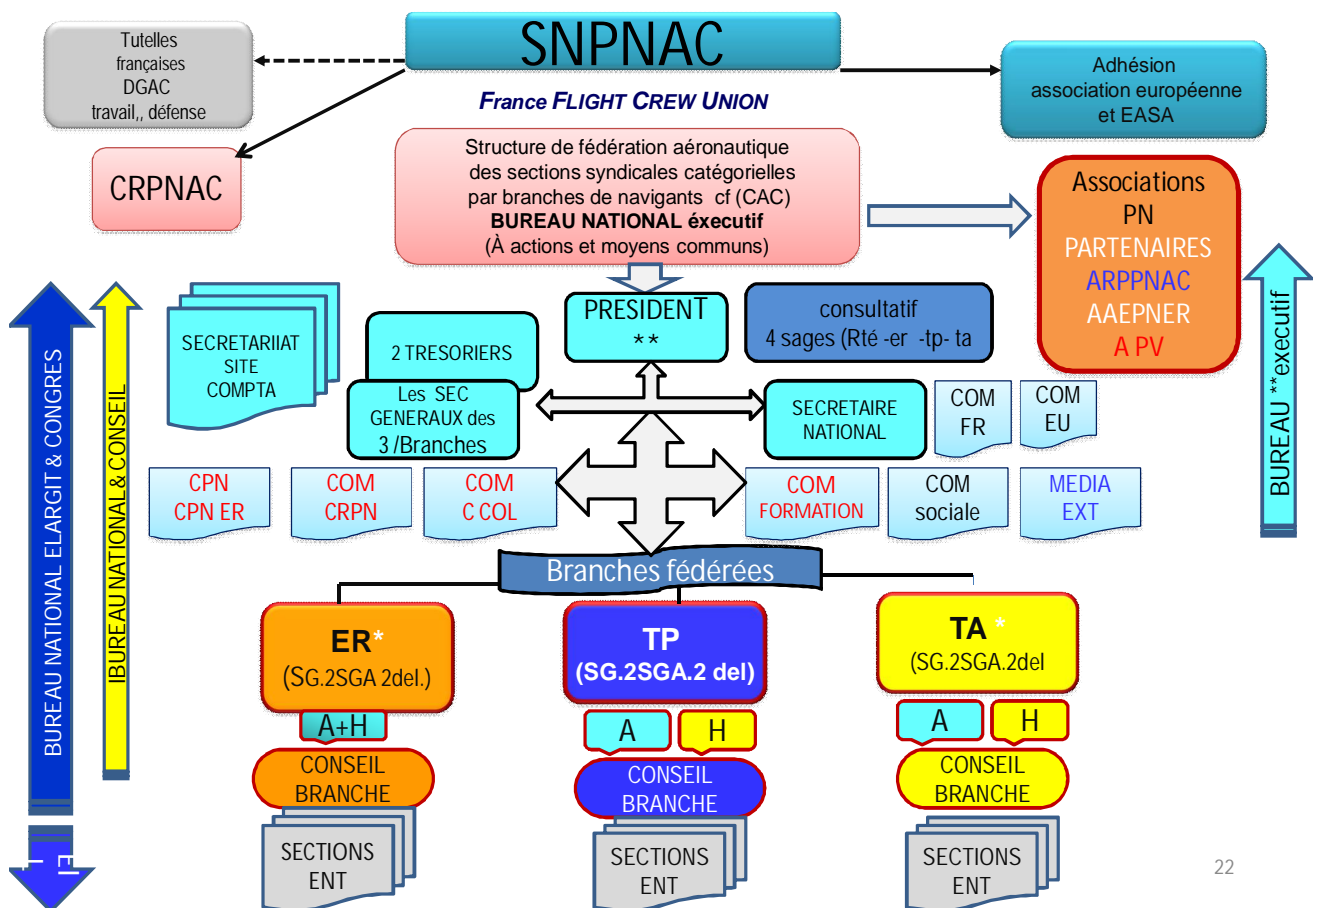 SNPNAC
Tutelles
françaises
DGAC
travail,, défense
Adhésion
association européenne
et EASA
France FLIGHT CREW UNION
CRPNAC
Structure de fédération aéronautique
des sections syndicales catégorielles
par branches de navigants cf (CAC)
BUREAU NATIONAL éxecutif
(À actions et moyens communs)
Associations
PN
PARTENAIRES
ARPPNAC
AAEPNER
A PV
BUREAU NATIONAL ELARGIT & CONGRES
IBUREAU NATIONAL& CONSEIL
BUREAU **executif
SECRETARIIAT
SITE
COMPTA
2 TRESORIERS
PRESIDENT
**
consultatif
4 sages (Rté -er -tp- ta
Les SEC
GENERAUX des
3 /Branches
SECRETAIRE
NATIONAL
COM
FR
COM
EU
CPN
CPN ER
COM
CRPN
COM
C COL
COM
FORMATION
COM
sociale
MEDIA
EXT
Branches fédérées
ER*
(SG.2SGA 2del.)
TP
(SG.2SGA.2 del)
TA *
(SG.2SGA.2del
A+H
A
H
A
H
CONSEIL
BRANCHE
CONSEIL
BRANCHE
CONSEIL
BRANCHE
SECTIONS
ENT
SECTIONS
ENT
SECTIONS
ENT
22